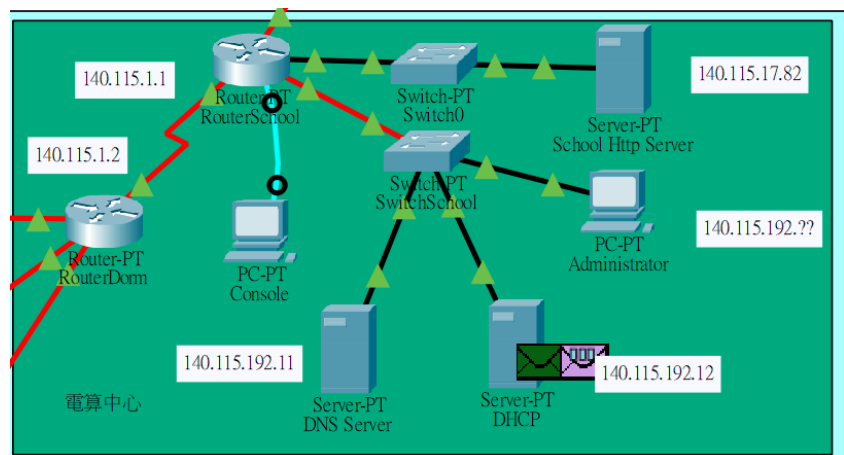 140.115.1.1
Router-PT
RouterSchool
Switch-PT
Switch0
140.115.17.82
Server-PT
School Http Server
140.115.1.2
Switch-PT
SwitchSchool
Router-PT
RouterDorm
PC-PT
Console
PC-PT
Administrator
140.115.192.??
140.115.192.11
Server-PT
DNS Server
Server-PT
DHCP
140.115.192.12
電算中心